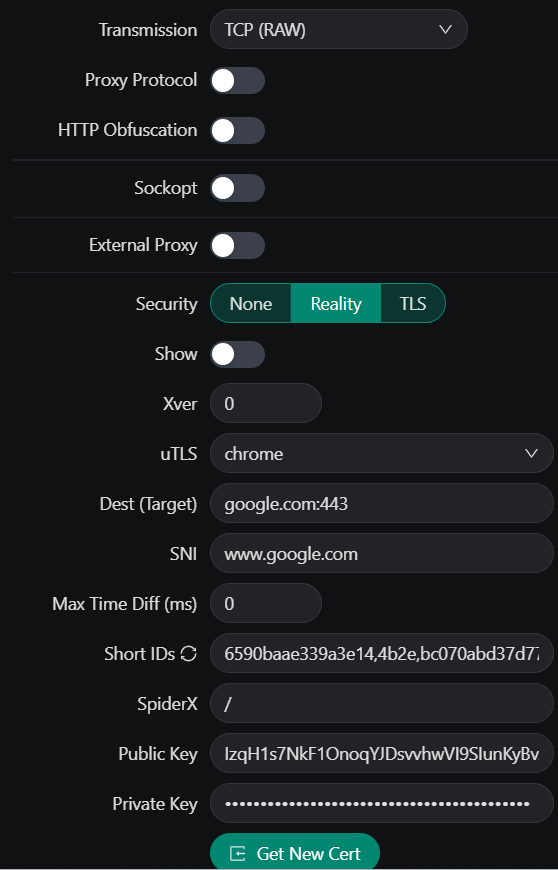 Transmission TCP (RAW)
Proxy Protocol
HTTP Obfuscation
Sockopt
External Proxy
Security None Reality TLS
Show
Xver 0
uTLS chrome
Dest (Target) google.com:443
SNI www.google.com
Max Time Diff (ms) 0
Short IDs 6590baae339a3e14,4b2e,bc070abd37d77
SpiderX /
Public Key IzqH1s7NkF1OnoqYJDsvvhwVI9SIunKyBv
Private Key ••••••••••••••••••••••••••••••••••••••••••••
Get New Cert